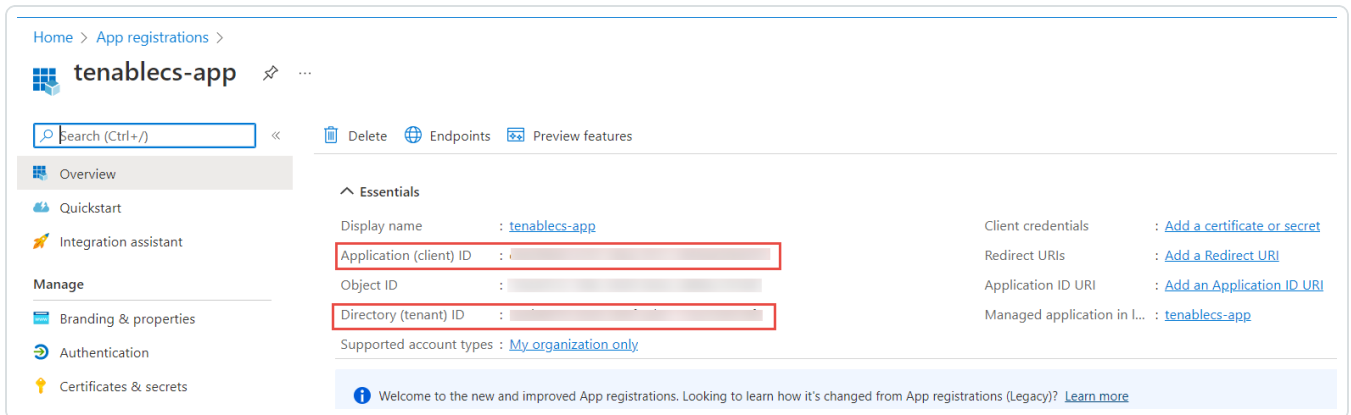 Home > App registrations >
tenablecs-app
Search (Ctrl+/)
Overview
Quickstart
Integration assistant
Manage
Branding & properties
Authentication
Certificates & secrets
Delete Endpoints Preview features
Essentials
Display name : tenablecs-app
Application (client) ID :
Object ID :
Directory (tenant) ID :
Supported account types : My organization only
Client credentials : Add a certificate or secret
Redirect URIs : Add a Redirect URI
Application ID URI : Add an Application ID URI
Managed application in l... : tenablecs-app
Welcome to the new and improved App registrations. Looking to learn how it's changed from App registrations (Legacy)? Learn more